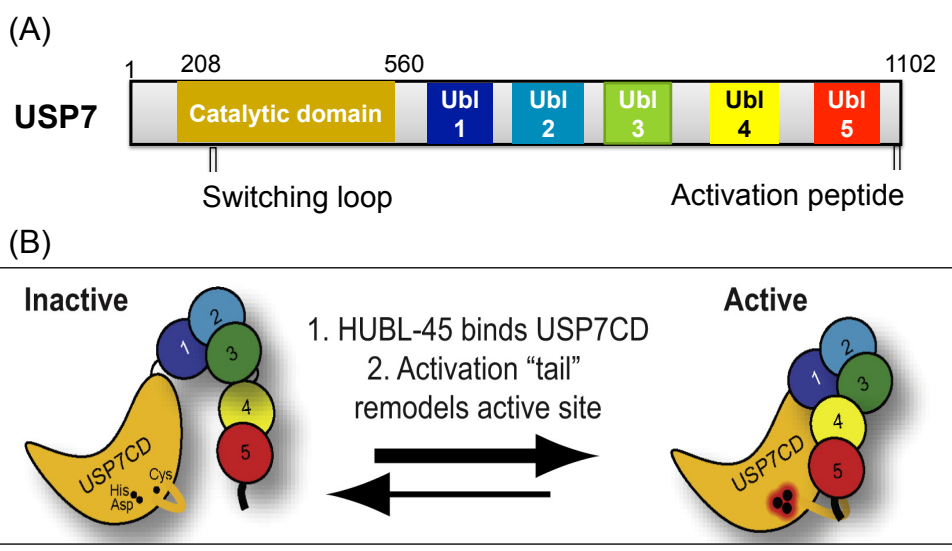 (A)
1 208 560 1102
USP7
Catalytic domain
Ubl
1
Ubl
2
Ubl
3
Ubl
4
Ubl
5
Switching loop
Activation peptide
(B)
Inactive
1
2
3
4
5
USP7CD
His
Asp
Cys
1. HUBL-45 binds USP7CD
2. Activation “tail”
remodels active site
Active
1
2
3
4
5
USP7CD